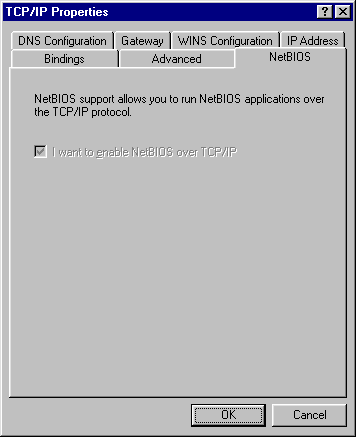 TCP/IP Properties
DNS Configuration Gateway WINS Configuration IP Address
Bindings Advanced NetBIOS
NetBIOS support allows you to run NetBIOS applications over
the TCP/IP protocol.
I want to enable NetBIOS over TCP/IP
OK Cancel